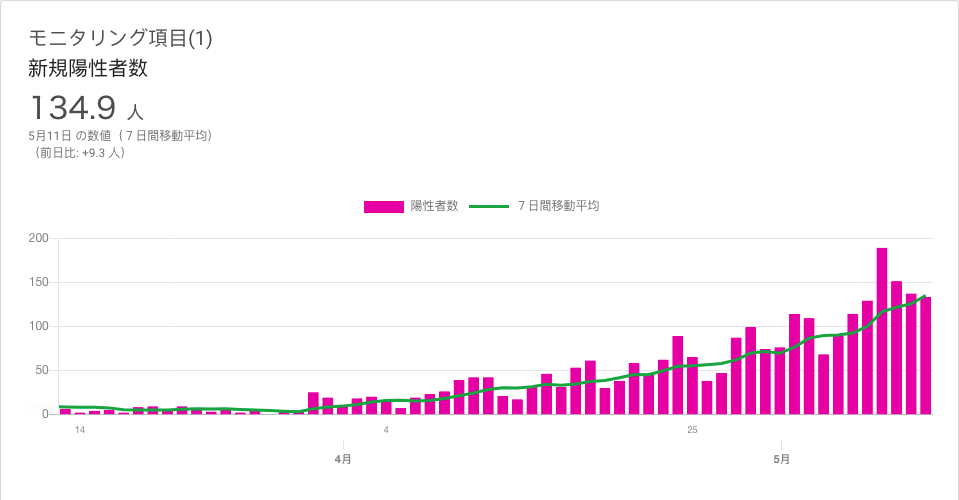 モニタリング項目(1)
新規陽性者数
134.9 人
5月11日 の数値（７日間移動平均）
（前日比: +9.3 人）
陽性者数 ７日間移動平均
200
150
100
50
0
14 4 25
4月 5月